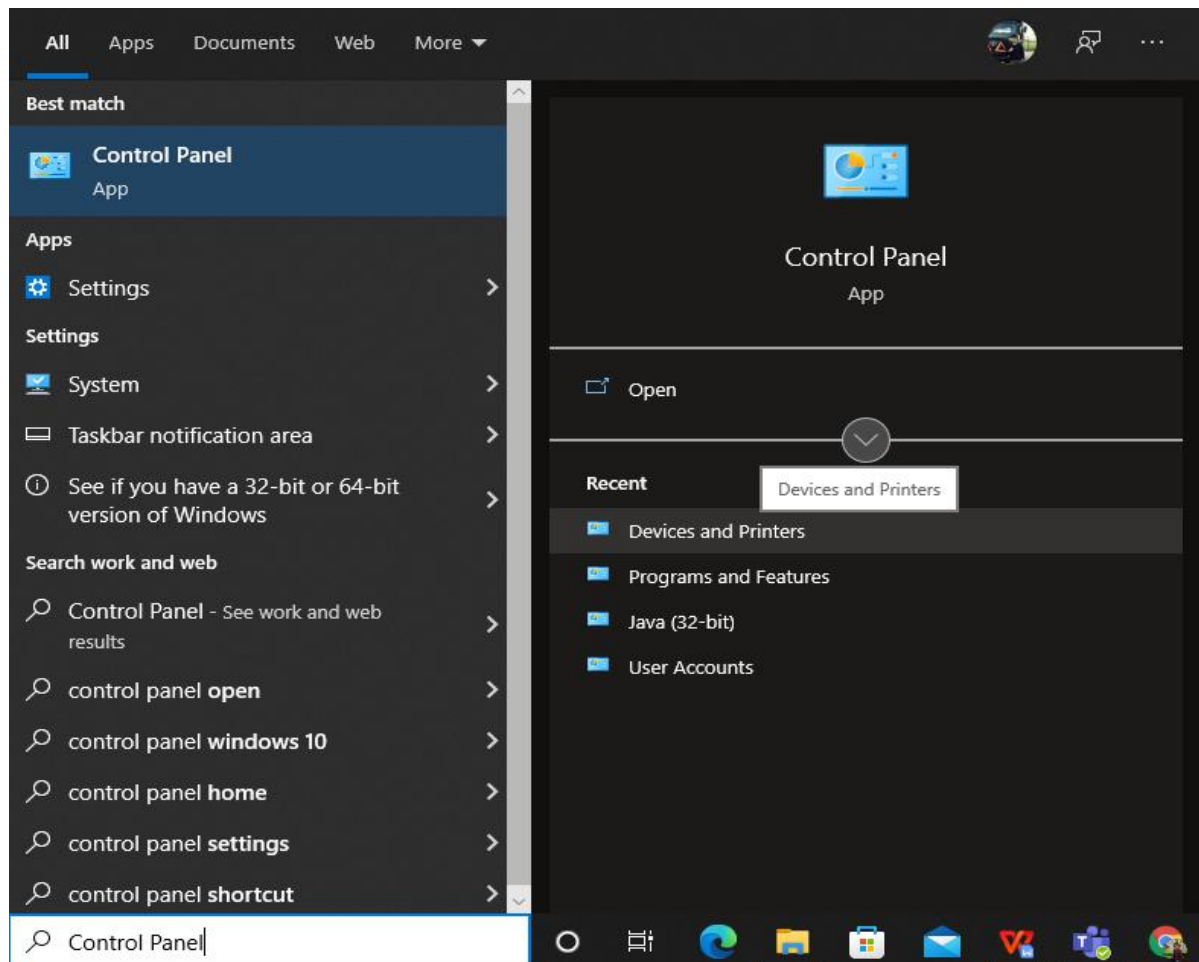 All Apps Documents Web More
Best match
Control Panel
App
Apps
Settings
Settings
System
Taskbar notification area
See if you have a 32-bit or 64-bit
version of Windows
Search work and web
Control Panel - See work and web
results
control panel open
control panel windows 10
control panel home
control panel settings
control panel shortcut
Control Panel
Control Panel
App
Open
Recent
Devices and Printers
Devices and Printers
Programs and Features
Java (32-bit)
User Accounts